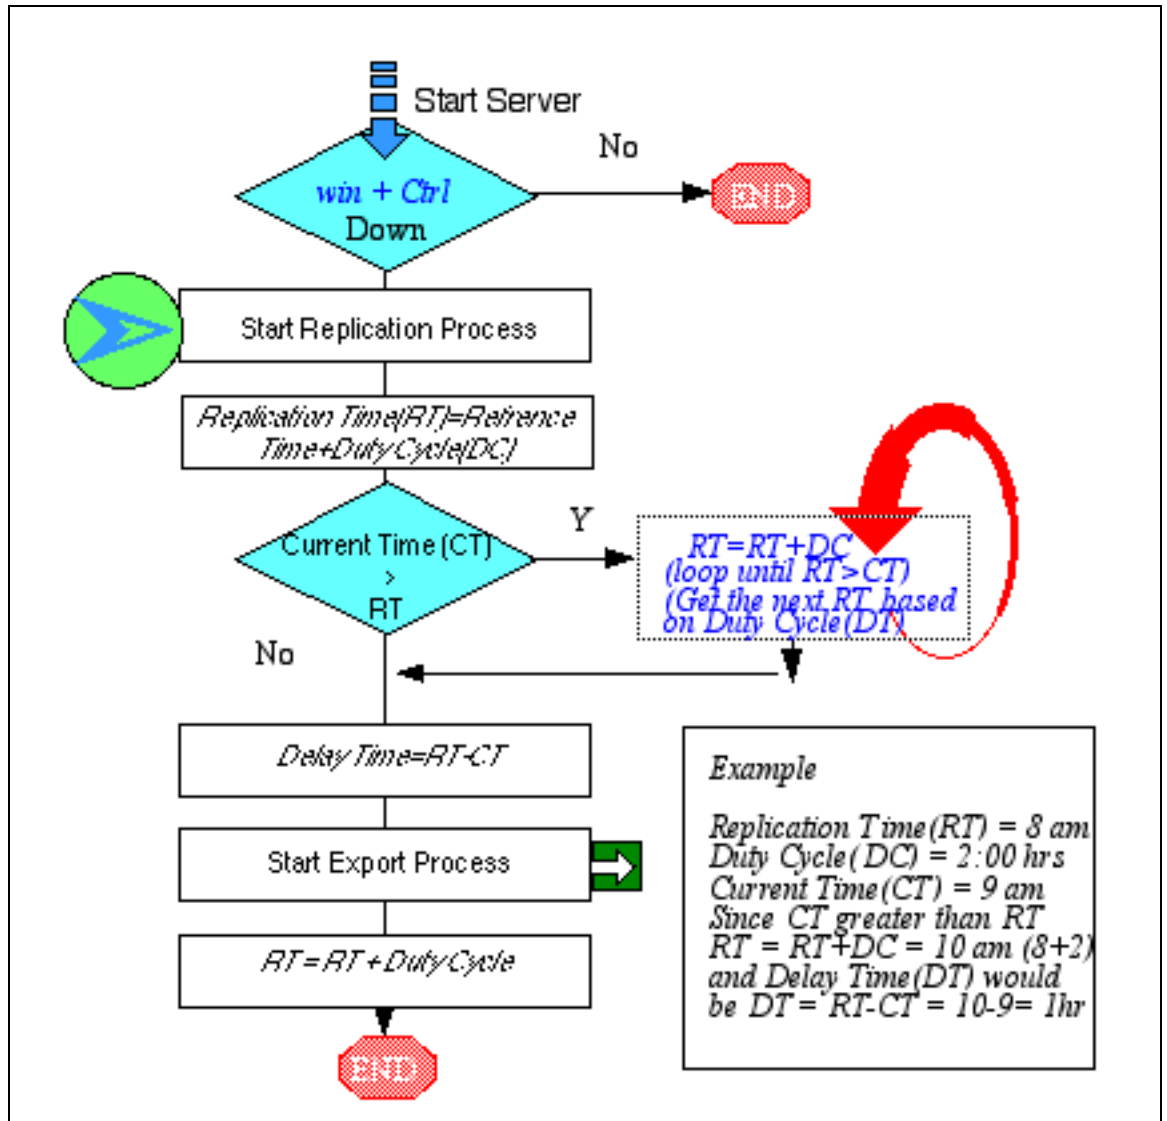 Start Server
No
win + Ctrl
Down
END
Start Replication Process
Replication Time(RT)=Refrence
Time+Duty Cycle(DC)
Current Time (CT)
>
RT
Y
RT=RT+DC
(loop until RT>CT)
(Get the next RT based
on Duty Cycle(DT)
No
Delay Time=RT-CT
Start Export Process
RT = RT + Duty Cycle
END
Example
Replication Time(RT) = 8 am
Duty Cycle( DC) = 2:00 hrs
Current Time(CT) = 9 am
Since CT greater than RT
RT = RT+DC = 10 am (8+2)
and Delay Time(DT) would
be DT = RT-CT = 10-9= 1hr